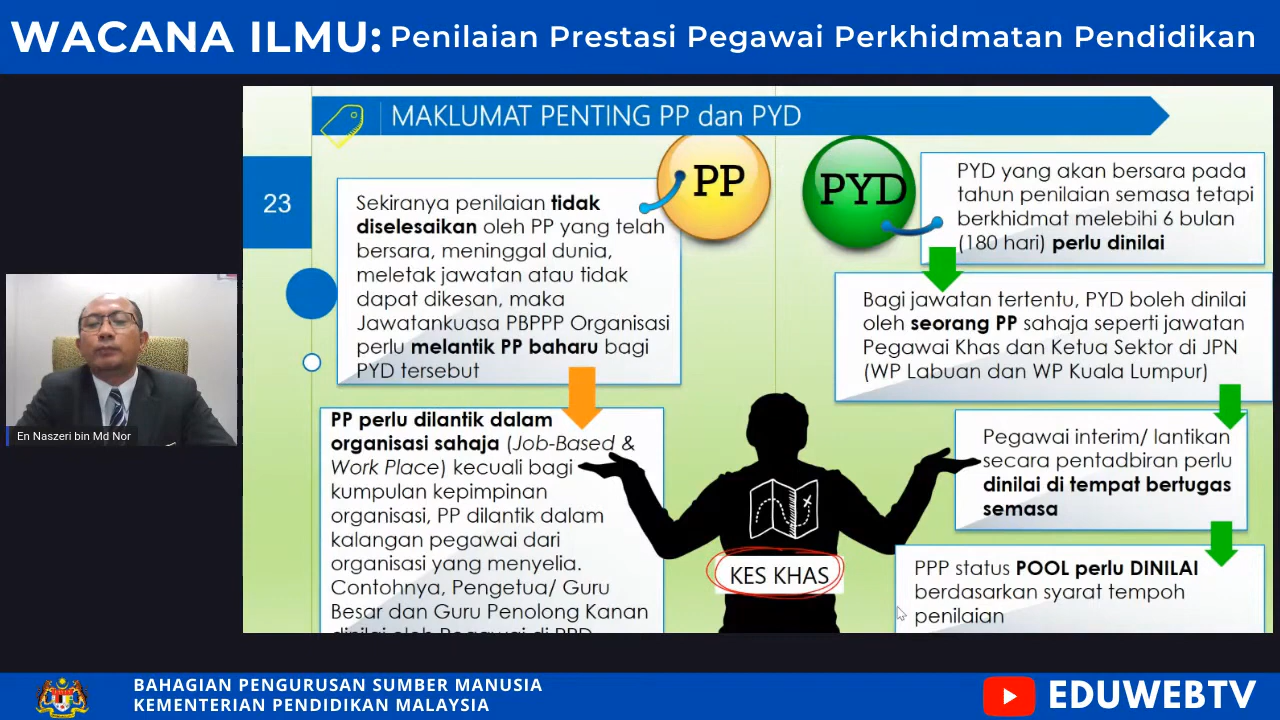 WACANA ILMU: Penilaian Prestasi Pegawai Perkhidmatan Pendidikan
MAKLUMAT PENTING PP dan PYD
23
PP
Sekiranya penilaian tidak
diselesaikan oleh PP yang telah
bersara, meninggal dunia,
meletak jawatan atau tidak
dapat dikesan, maka
Jawatankuasa PBPPP Organisasi
perlu melantik PP baharu bagi
PYD tersebut
PP perlu dilantik dalam
organisasi sahaja (Job-Based &
Work Place) kecuali bagi
kumpulan kepimpinan
organisasi, PP dilantik dalam
kalangan pegawai dari
organisasi yang menyelia.
Contohnya, Pengetua/ Guru
Besar dan Guru Penolong Kanan
dinilai oleh Pegawai di PPD
PYD
PYD yang akan bersara pada
tahun penilaian semasa tetapi
berkhidmat melebihi 6 bulan
(180 hari) perlu dinilai
Bagi jawatan tertentu, PYD boleh dinilai
oleh seorang PP sahaja seperti jawatan
Pegawai Khas dan Ketua Sektor di JPN
(WP Labuan dan WP Kuala Lumpur)
Pegawai interim/ lantikan
secara pentadbiran perlu
dinilai di tempat bertugas
semasa
PPP status POOL perlu DINILAI
berdasarkan syarat tempoh
penilaian
KES KHAS
En Naszeri bin Md Nor
BAHAGIAN PENGURUSAN SUMBER MANUSIA
KEMENTERIAN PENDIDIKAN MALAYSIA
EDUWEBTV